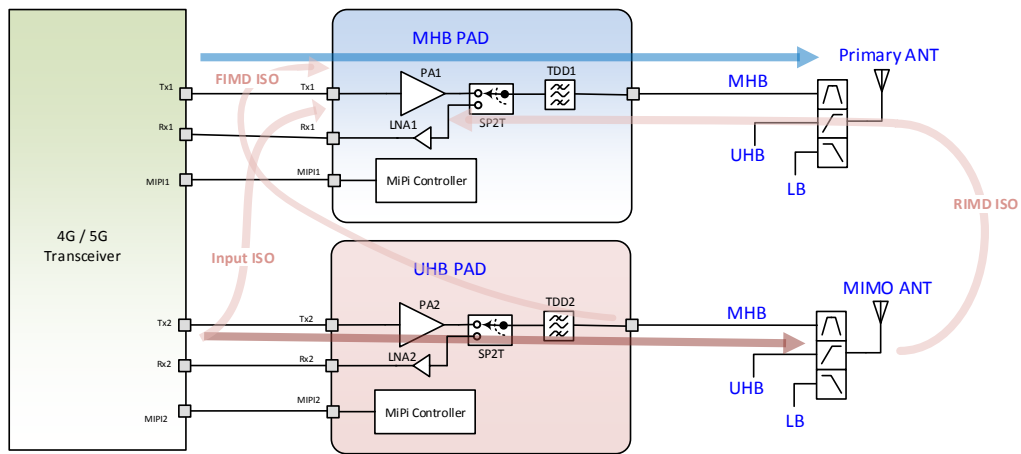 MHB PAD
FIMD ISO
Primary ANT
PA1
TDD1
MHB
Tx1
Tx1
SP2T
Rx1
Rx1
LNA1
UHB
MIPI1
MIPI1
MiPi Controller
LB
RIMD ISO
4G / 5G
Transceiver
Input ISO
UHB PAD
MIMO ANT
PA2
TDD2
MHB
Tx2
Tx2
SP2T
Rx2
Rx2
LNA2
UHB
MIPI2
MIPI2
MiPi Controller
LB